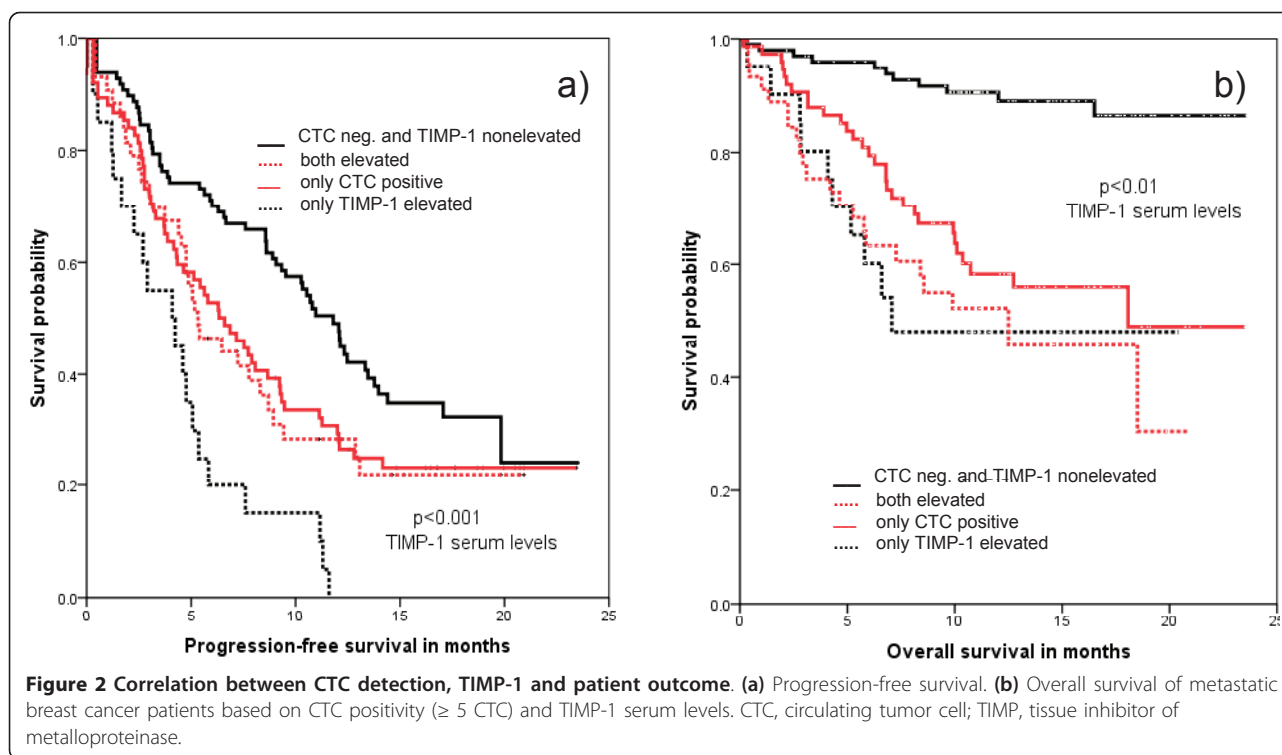 a)
1.0
0.8
0.6
0.4
0.2
0.0
Survival probability
CTC neg. and TIMP-1 nonelevated
both elevated
only CTC positive
only TIMP-1 elevated
p<0.001
TIMP-1 serum levels
0 5 10 15 20 25
Progression-free survival in months
b)
1.0
0.8
0.6
0.4
0.2
0.0
Survival probability
p<0.01
TIMP-1 serum levels
CTC neg. and TIMP-1 nonelevated
both elevated
only CTC positive
only TIMP-1 elevated
0 5 10 15 20 25
Overall survival in months
Figure 2 Correlation between CTC detection, TIMP-1 and patient outcome. (a) Progression-free survival. (b) Overall survival of metastatic
breast cancer patients based on CTC positivity (≥ 5 CTC) and TIMP-1 serum levels. CTC, circulating tumor cell; TIMP, tissue inhibitor of
metalloproteinase.